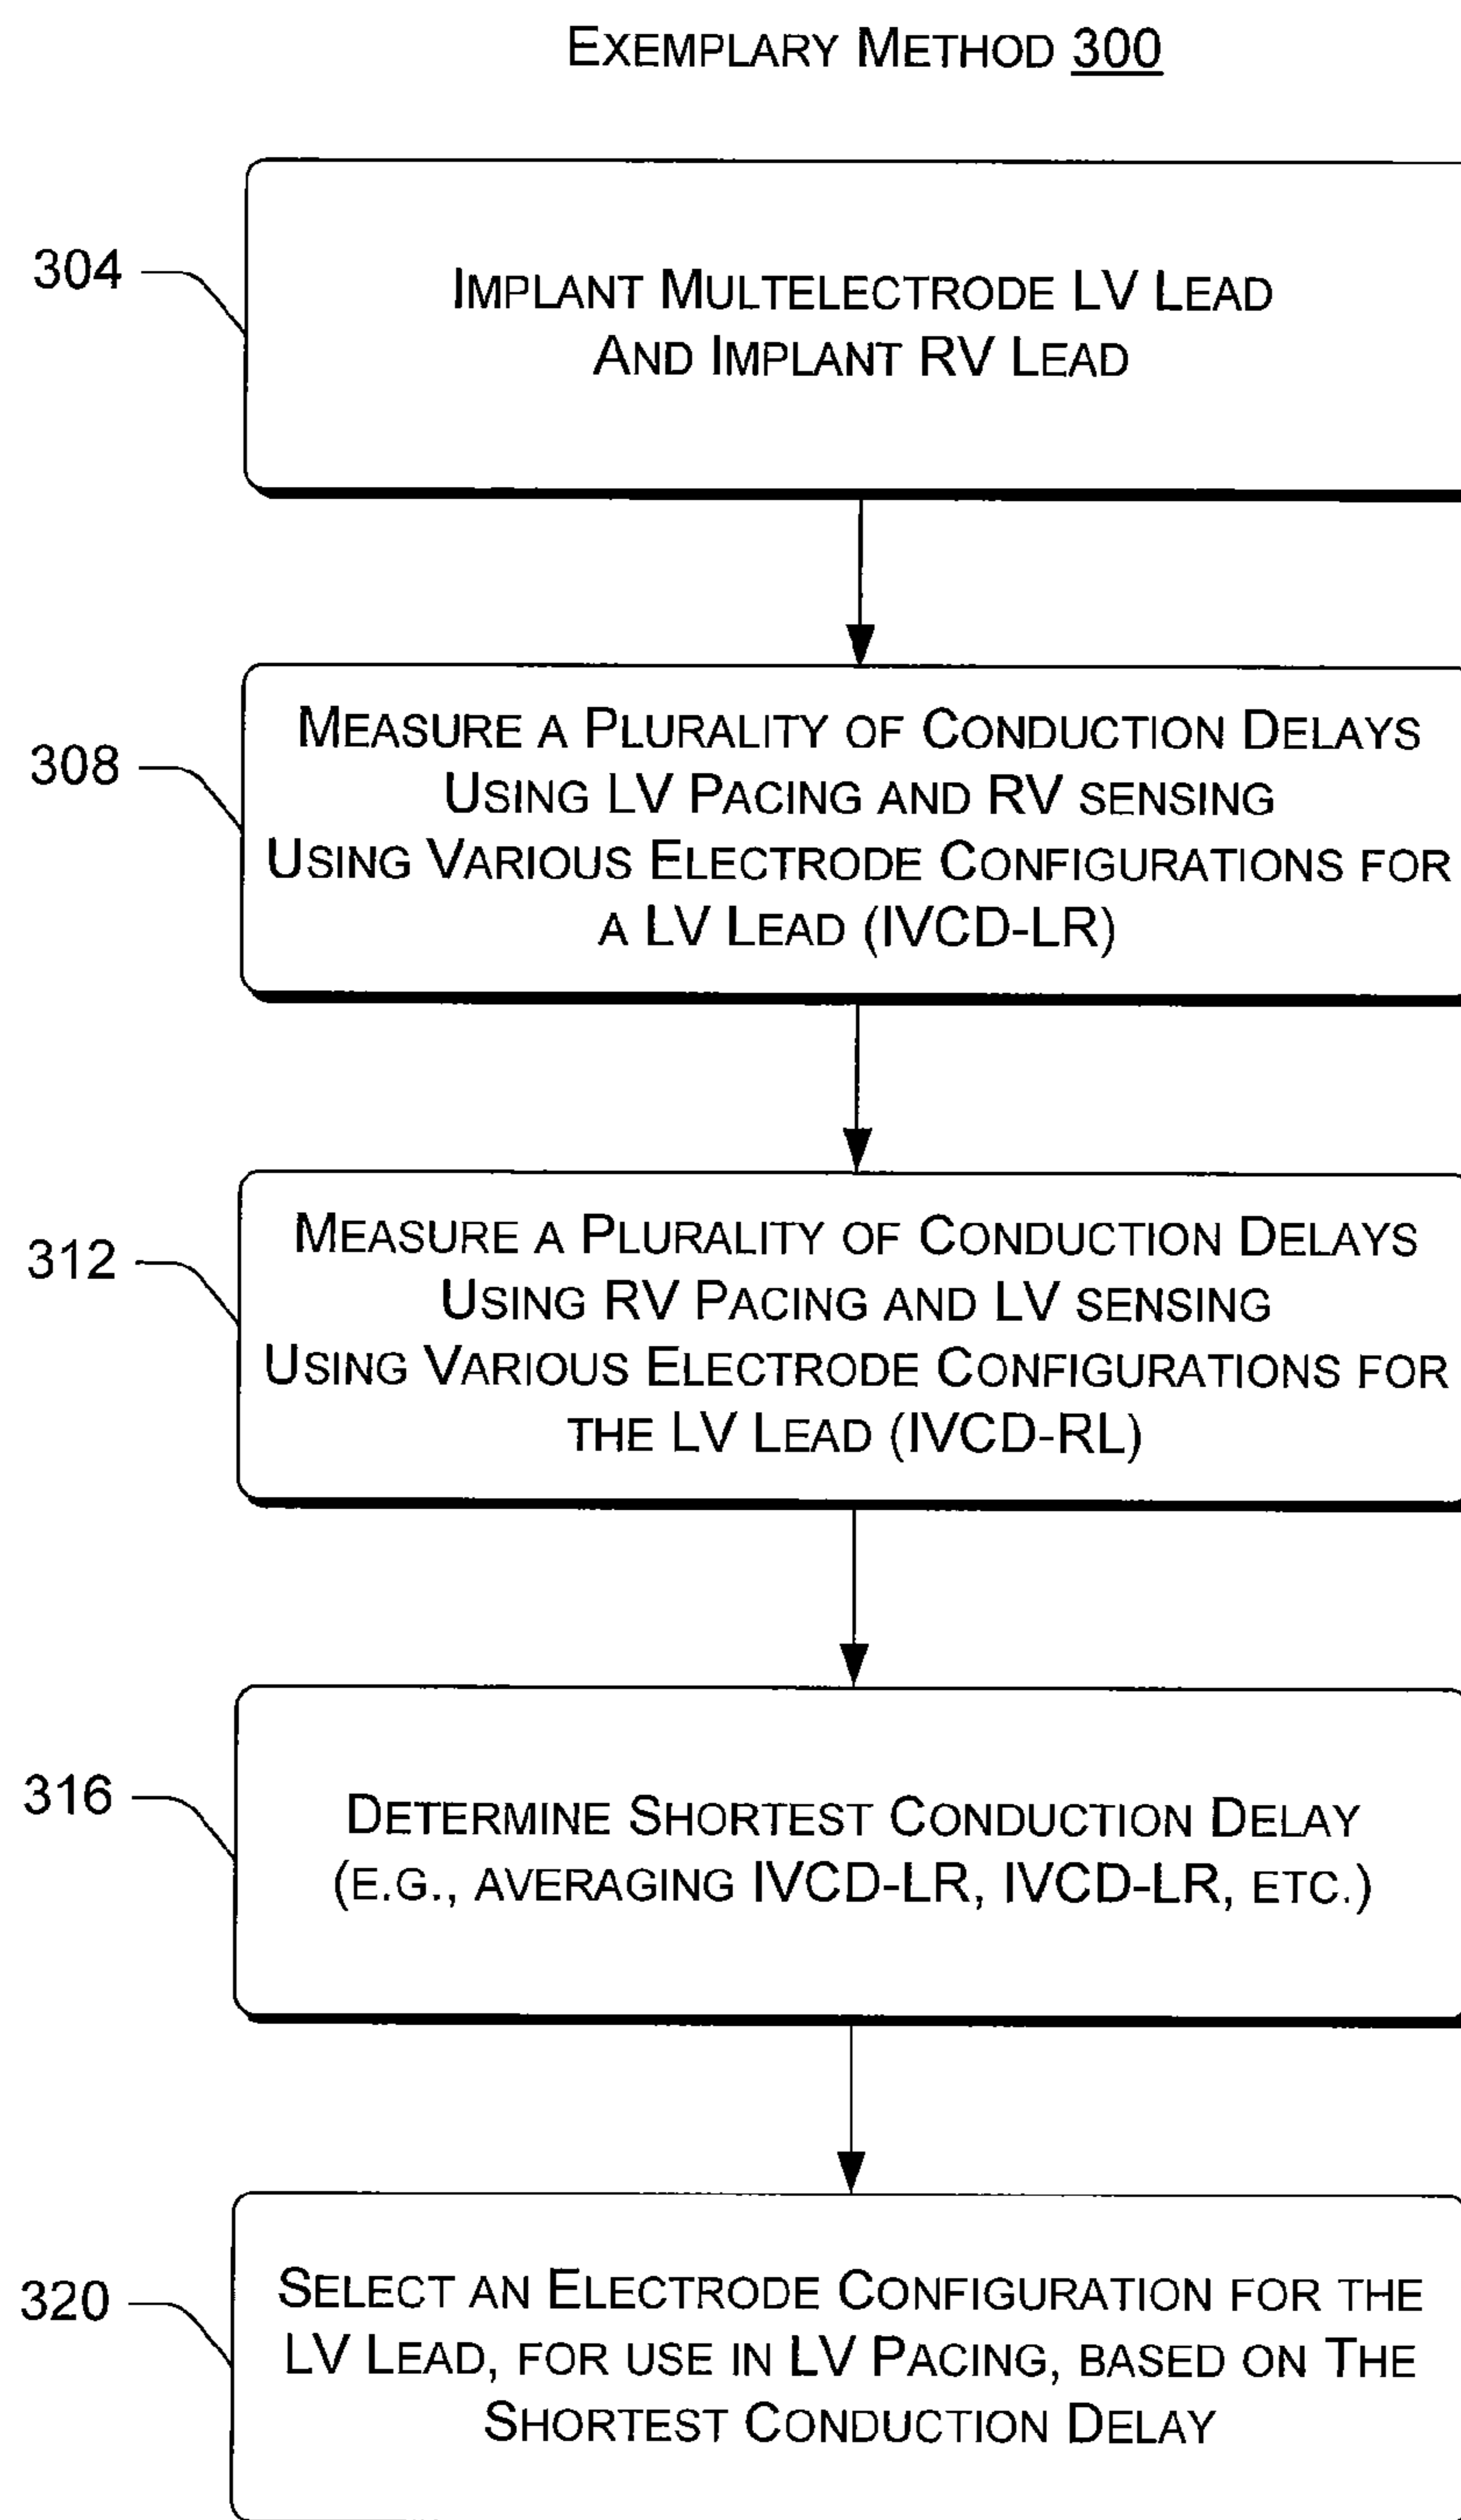 EXEMPLARY METHOD 300
304
IMPLANT MULTELECTRODE LV LEAD
AND IMPLANT RV LEAD
308
MEASURE A PLURALITY OF CONDUCTION DELAYS
USING LV PACING AND RV SENSING
USING VARIOUS ELECTRODE CONFIGURATIONS FOR
A LV LEAD (IVCD-LR)
312
MEASURE A PLURALITY OF CONDUCTION DELAYS
USING RV PACING AND LV SENSING
USING VARIOUS ELECTRODE CONFIGURATIONS FOR
THE LV LEAD (IVCD-RL)
316
DETERMINE SHORTEST CONDUCTION DELAY
(E.G., AVERAGING IVCD-LR, IVCD-LR, ETC.)
320
SELECT AN ELECTRODE CONFIGURATION FOR THE
LV LEAD, FOR USE IN LV PACING, BASED ON THE
SHORTEST CONDUCTION DELAY